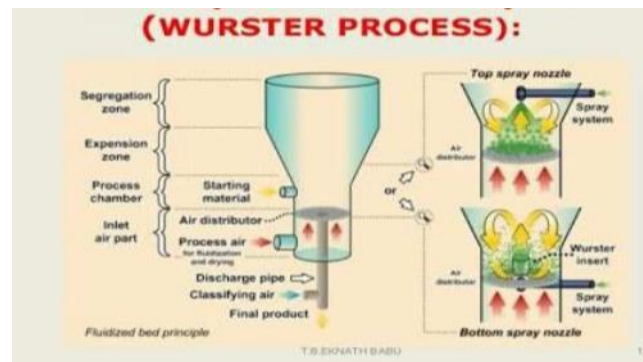 (WURSTER PROCESS):
Segregation
zone
Expension
zone
Process
chamber
Inlet
air part
Starting
material
Air distributor
Process air
for fluidization
and drying
Discharge pipe
Classifying air
Final product
Fluidized bed principle
or
Top spray nozzle
Spray
system
Air
distributor
Wurster
insert
Air
distributor
Spray
system
Bottom spray nozzle
T.B.EKNATH BABU